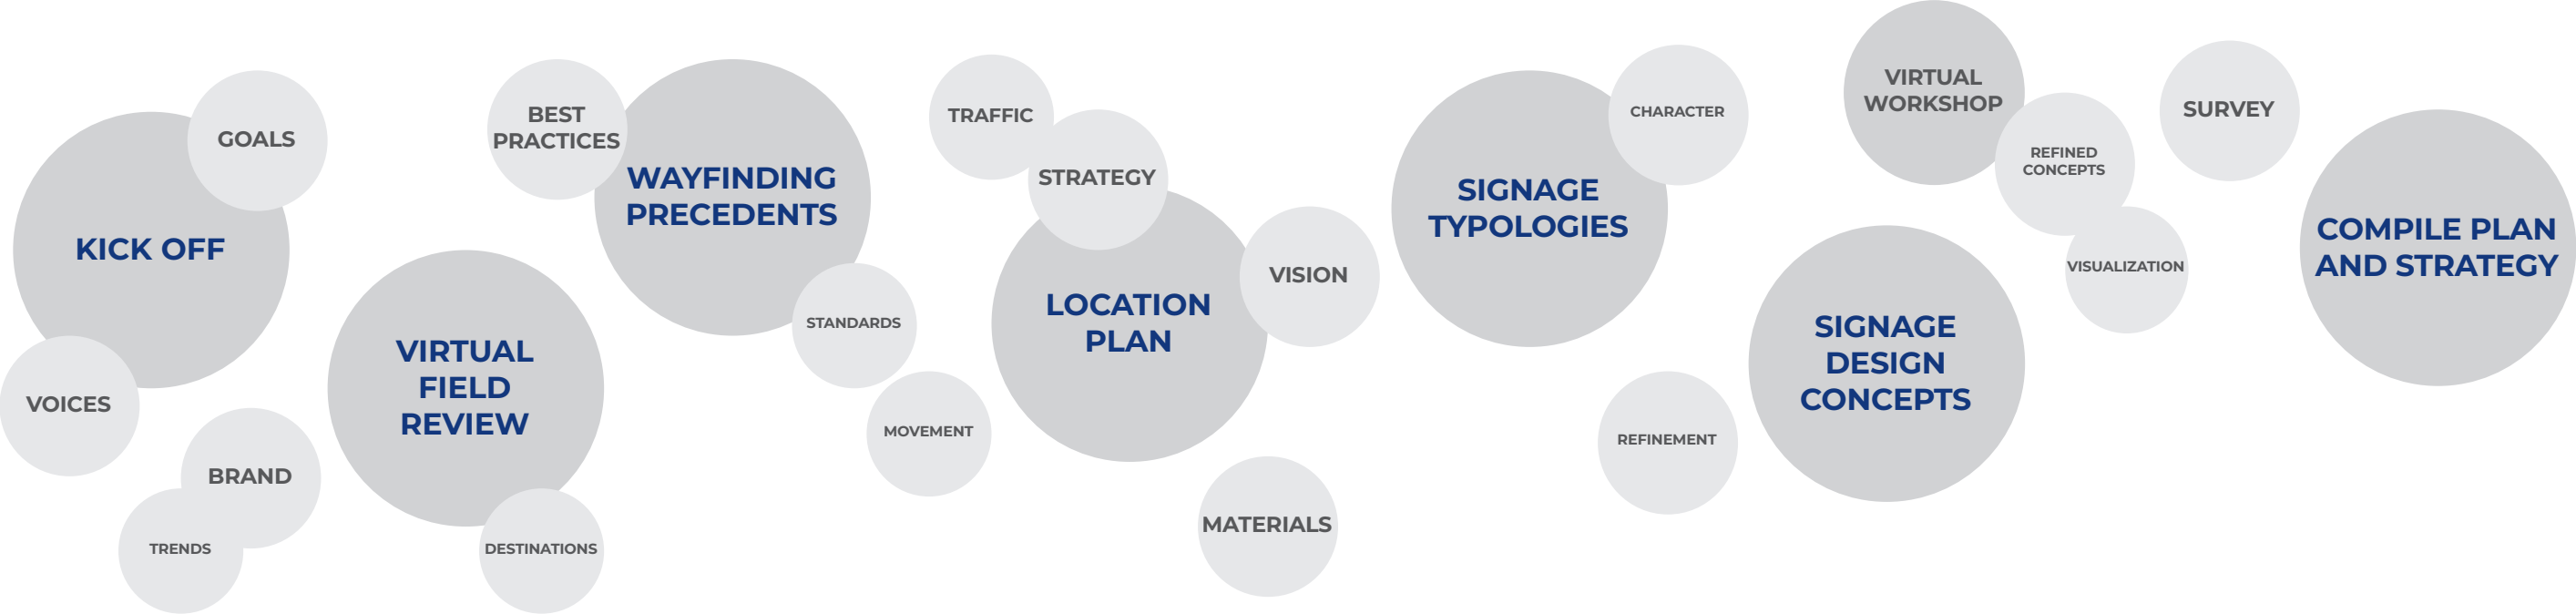 GOALS
KICK OFF
VOICES
BRAND
TRENDS
VIRTUAL
FIELD
REVIEW
DESTINATIONS
BEST
PRACTICES
WAYFINDING
PRECEDENTS
STANDARDS
MOVEMENT
TRAFFIC
STRATEGY
LOCATION
PLAN
VISION
MATERIALS
SIGNAGE
TYPOLOGIES
CHARACTER
REFINEMENT
VIRTUAL
WORKSHOP
SIGNAGE
DESIGN
CONCEPTS
REFINED
CONCEPTS
VISUALIZATION
SURVEY
COMPILE PLAN
AND STRATEGY